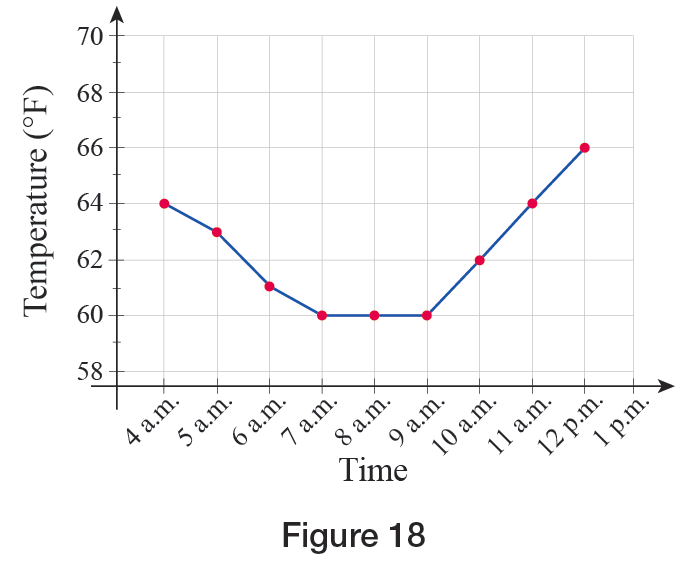 Temperature (°F)
70
68
66
64
62
60
58
4 a.m.
5 a.m.
6 a.m.
7 a.m.
8 a.m.
9 a.m.
10 a.m.
11 a.m.
12 p.m.
1 p.m.
Time
Figure 18